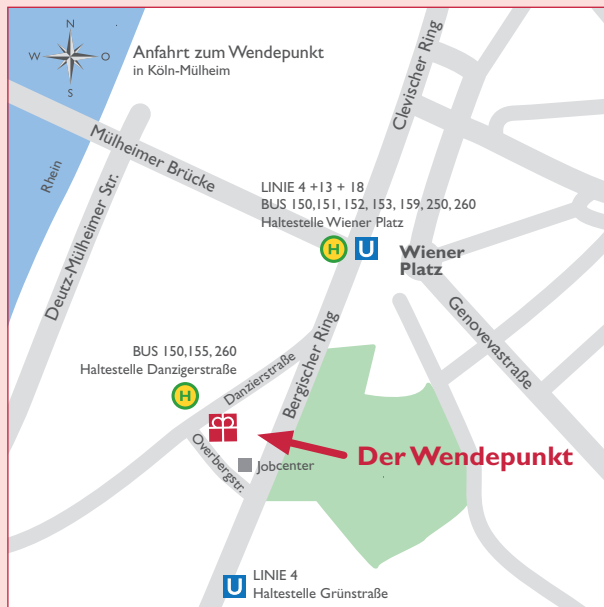 N
W O
S
Anfahrt zum Wendepunkt
in Köln-Mülheim
Rhein
Mülheimer Brücke
Deutz-Mülheimer Str.
Clevischer Ring
LINIE 4 +13 + 18
BUS 150,151, 152, 153, 159, 250, 260
Haltestelle Wiener Platz
H U
Wiener
Platz
Genovevastraße
Bergischer Ring
BUS 150,155, 260
Haltestelle Danzigerstraße
H
Danzierstraße
Overbergstr.
Jobcenter
Der Wendepunkt
U
LINIE 4
Haltestelle Grünstraße